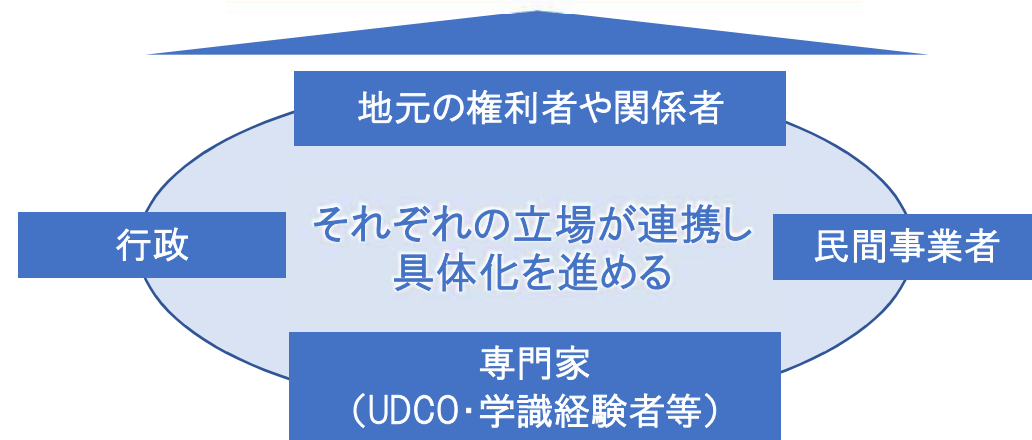 地元の権利者や関係者
それぞれの立場が連携し
具体化を進める
行政
民間事業者
専門家
（UDCO・学識経験者等）